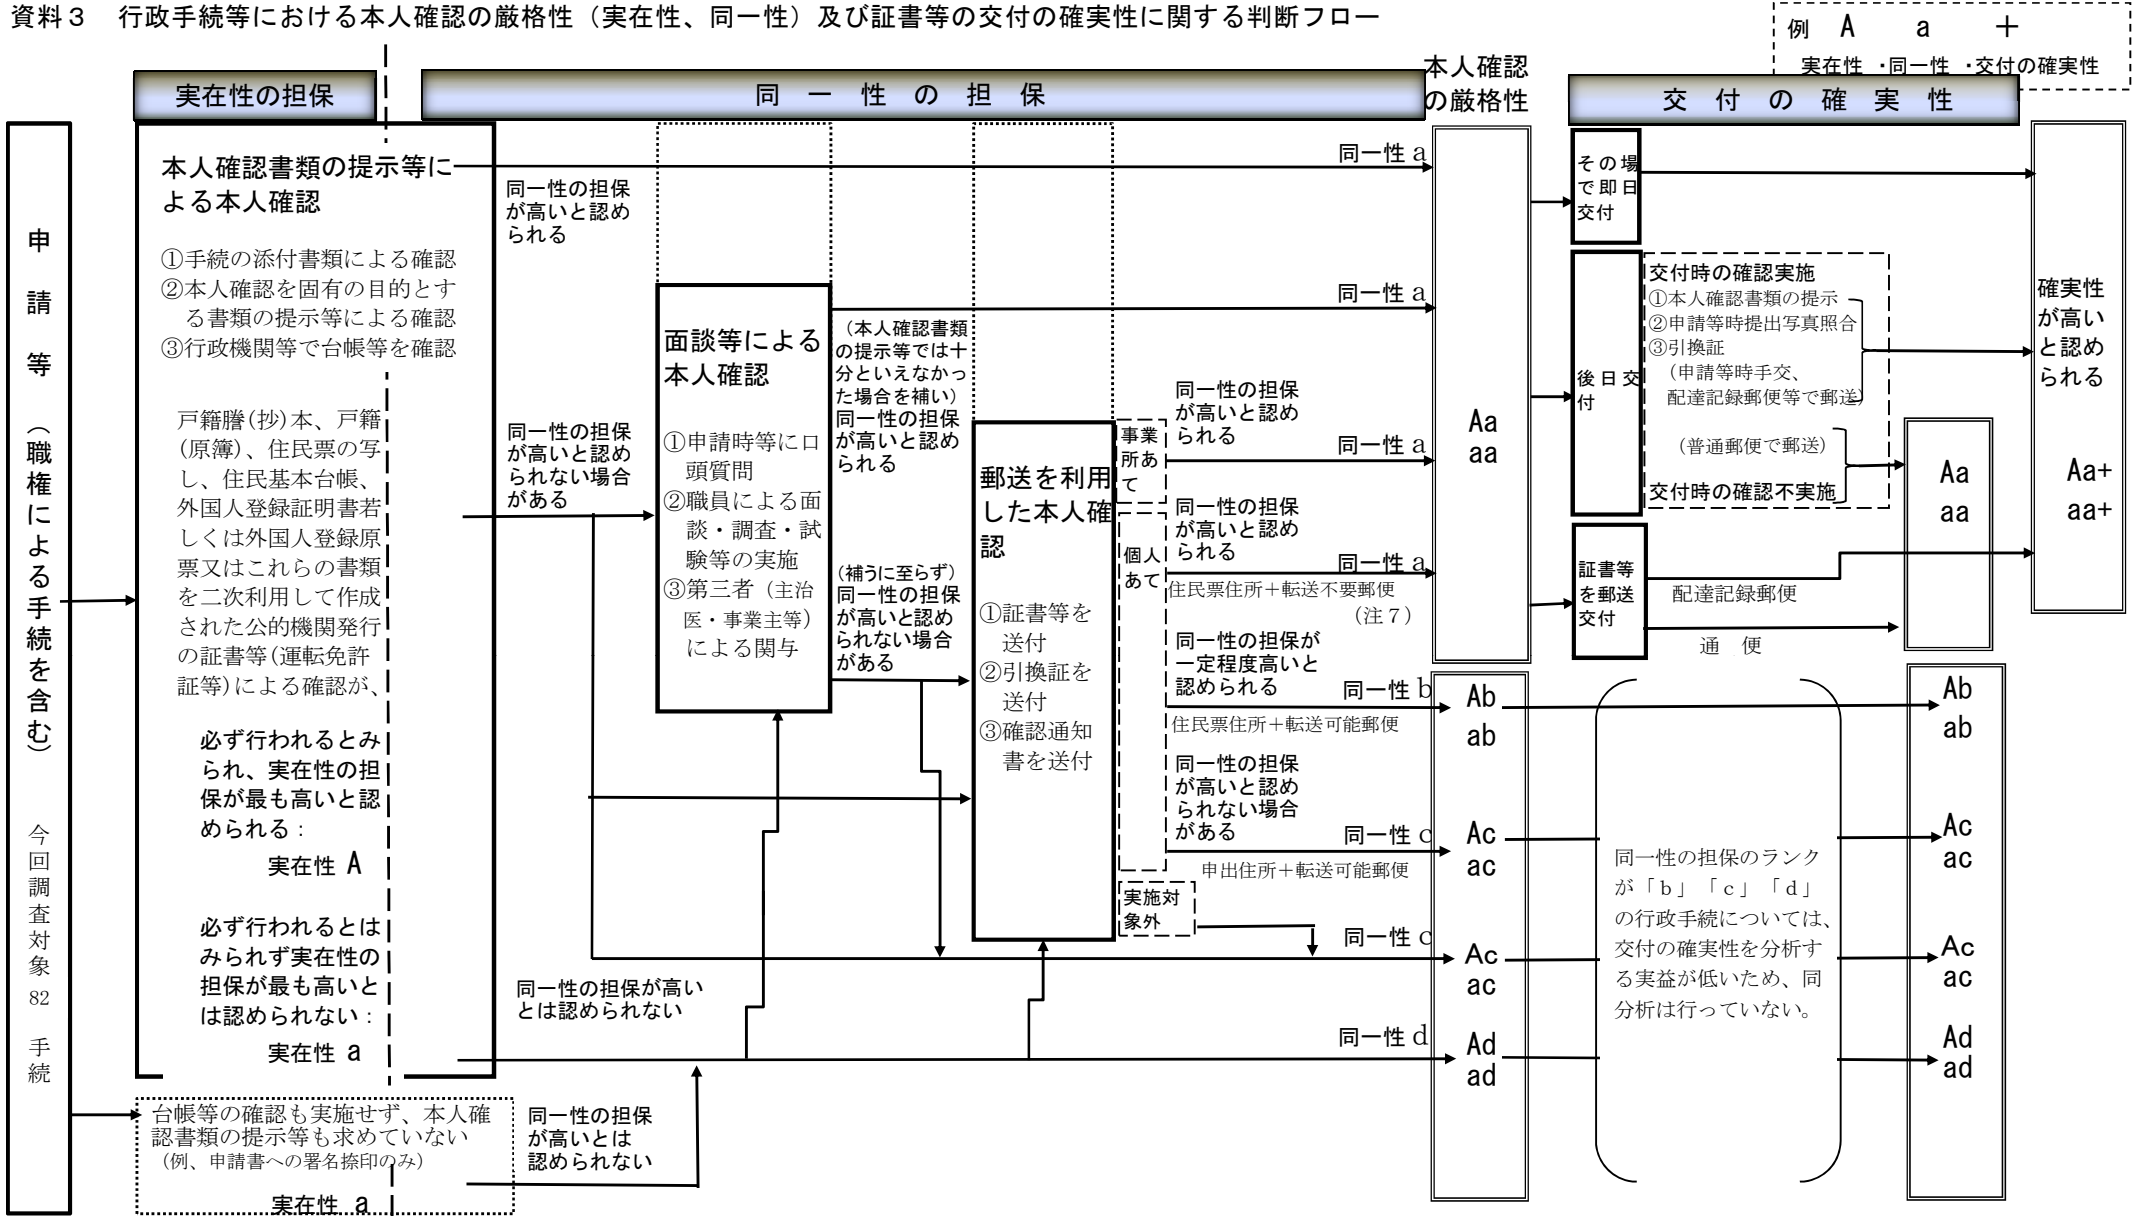 資料３　行政手続等における本人確認の厳格性（実在性、同一性）及び証書等の交付の確実性に関する判断フロー
例　A　a　＋
実在性・同一性・交付の確実性
実在性の担保
同一性の担保
本人確認
の厳格性
交付の確実性
申請等（職権による手続を含む）　今回調査対象 82 手続
本人確認書類の提示等に
よる本人確認
①手続の添付書類による確認
②本人確認を固有の目的とす
る書類の提示等による確認
③行政機関等で台帳等を確認
戸籍謄(抄)本、戸籍
(原簿)、住民票の写
し、住民基本台帳、
外国人登録証明書若
しくは外国人登録原
票又はこれらの書類
を二次利用して作成
された公的機関発行
の証書等(運転免許
証等)による確認が、
必ず行われるとみ
られ、実在性の担
保が最も高いと認
められる：
実在性 A
必ず行われるとは
みられず実在性の
担保が最も高いと
は認められない：
実在性 a
台帳等の確認も実施せず、本人確
認書類の提示等も求めていない
（例、申請書への署名捺印のみ）
実在性 a
同一性の担保
が高いと認め
られる
同一性の担保
が高いと認め
られない場合
がある
同一性の担保が高い
とは認められない
同一性の担保
が高いとは
認められない
面談等による
本人確認
①申請時等に口
頭質問
②職員による面
談・調査・試
験等の実施
③第三者（主治
医・事業主等）
による関与
（本人確認書類
の提示等では十
分といえなかっ
た場合を補い）
同一性の担保
が高いと認め
られる
（補うに至らず）
同一性の担保
が高いと認め
られない場合
がある
郵送を利用
した本人確
認
①証書等を
送付
②引換証を
送付
③確認通知
書を送付
事業
所あ
て
個人
あて
実施対
象外
同一性 a
同一性 a
同一性の担保
が高いと認め
られる
同一性 a
同一性の担保
が高いと認め
られる
同一性 a
住民票住所＋転送不要郵便
（注７）
同一性の担保が
一定程度高いと
認められる
同一性 b
住民票住所＋転送可能郵便
同一性の担保
が高いと認め
られない場合
がある
同一性 c
申出住所＋転送可能郵便
同一性 c
同一性 d
Aa
aa
Ab
ab
Ac
ac
Ac
ac
Ad
ad
その場
で即日
交付
後日交
付
証書等
を郵送
交付
交付時の確認実施
①本人確認書類の提示
②申請等時提出写真照合
③引換証
（申請等時手交、
配達記録郵便等で郵送）
（普通郵便で郵送）
交付時の確認不実施
配達記録郵便
通　便
Aa
aa
確実性
が高い
と認め
られる
Aa+
aa+
同一性の担保のランク
が「b」「c」「d」
の行政手続については、
交付の確実性を分析す
る実益が低いため、同
分析は行っていない。
Ab
ab
Ac
ac
Ac
ac
Ad
ad